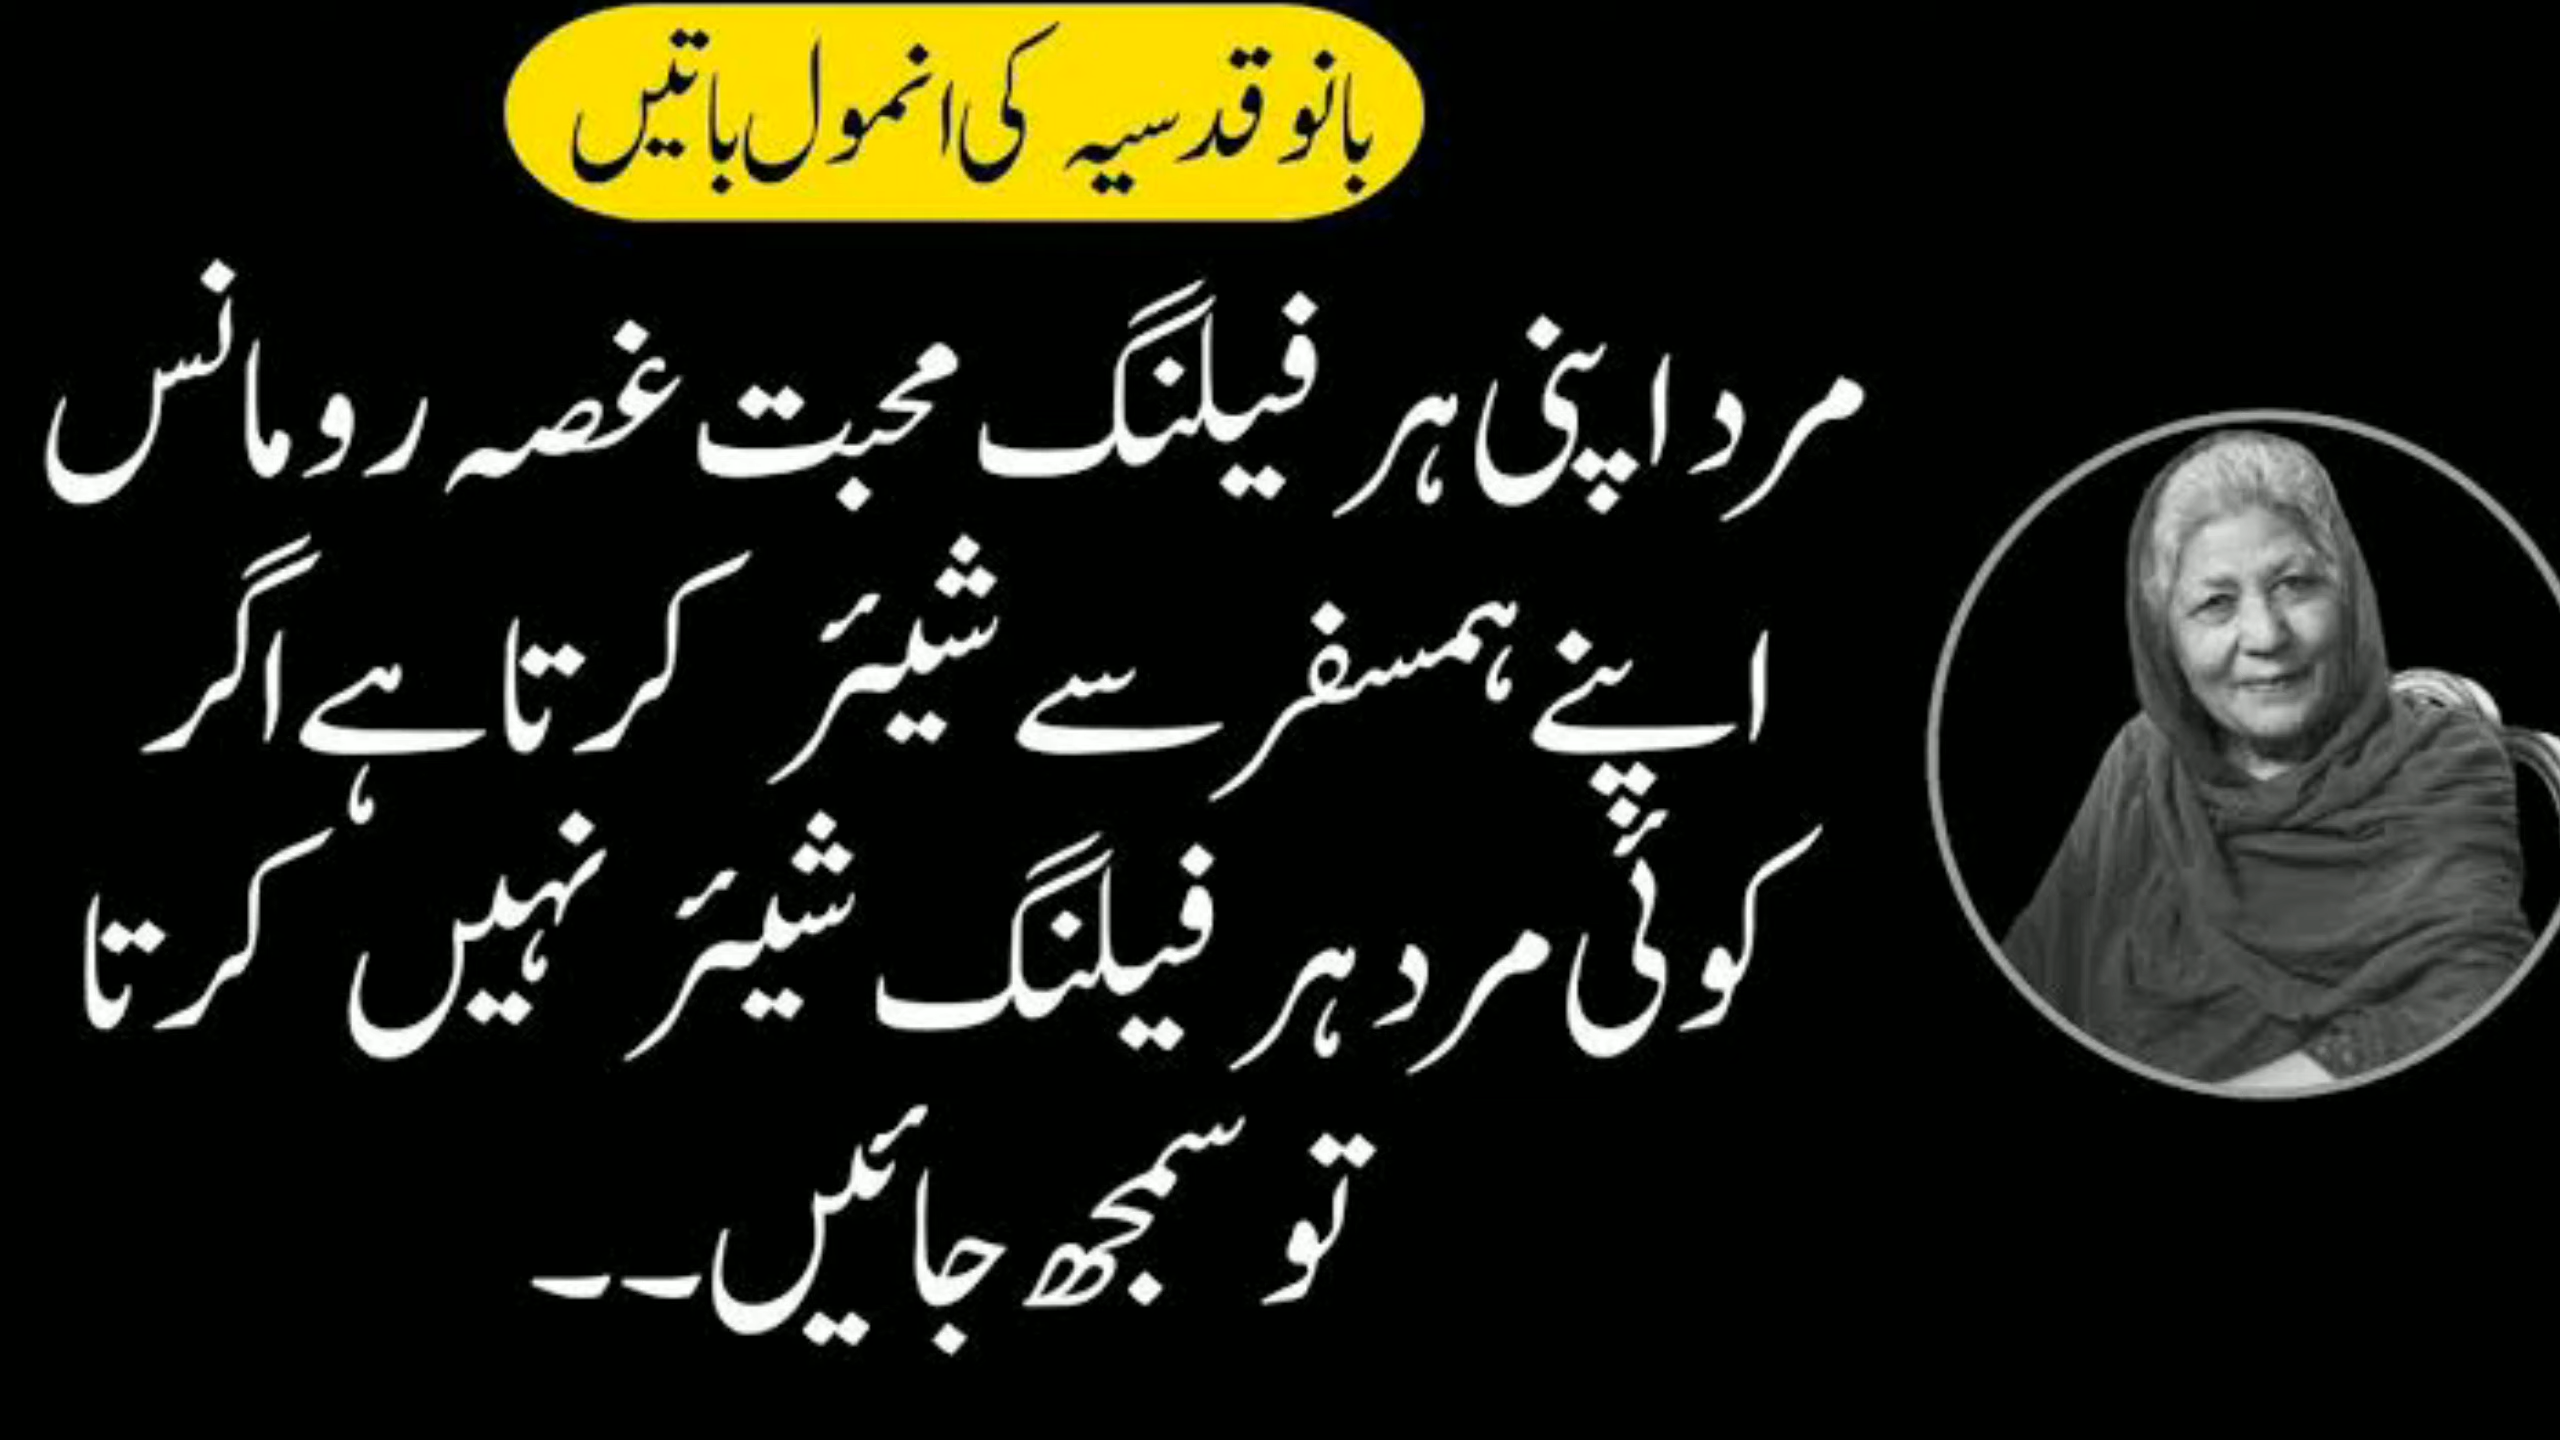 بانو قدسیہ کی انمول باتیں
مرد اپنی ہر فیلنگ محبت غصہ رومانس
اپنے ہمسفر سے شیئر کرتا ہے اگر
کوئی مرد ہر فیلنگ شیئر نہیں کرتا
تو سمجھ جائیں۔۔